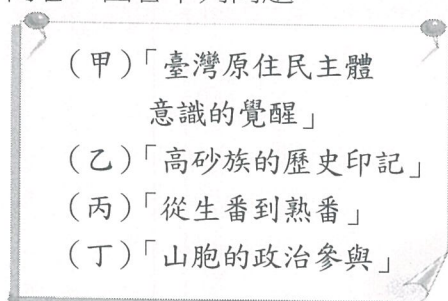 (甲)「臺灣原住民主體
意識的覺醒」
(乙)「高砂族的歷史印記」
(丙)「從生番到熟番」
(丁)「山胞的政治參與」